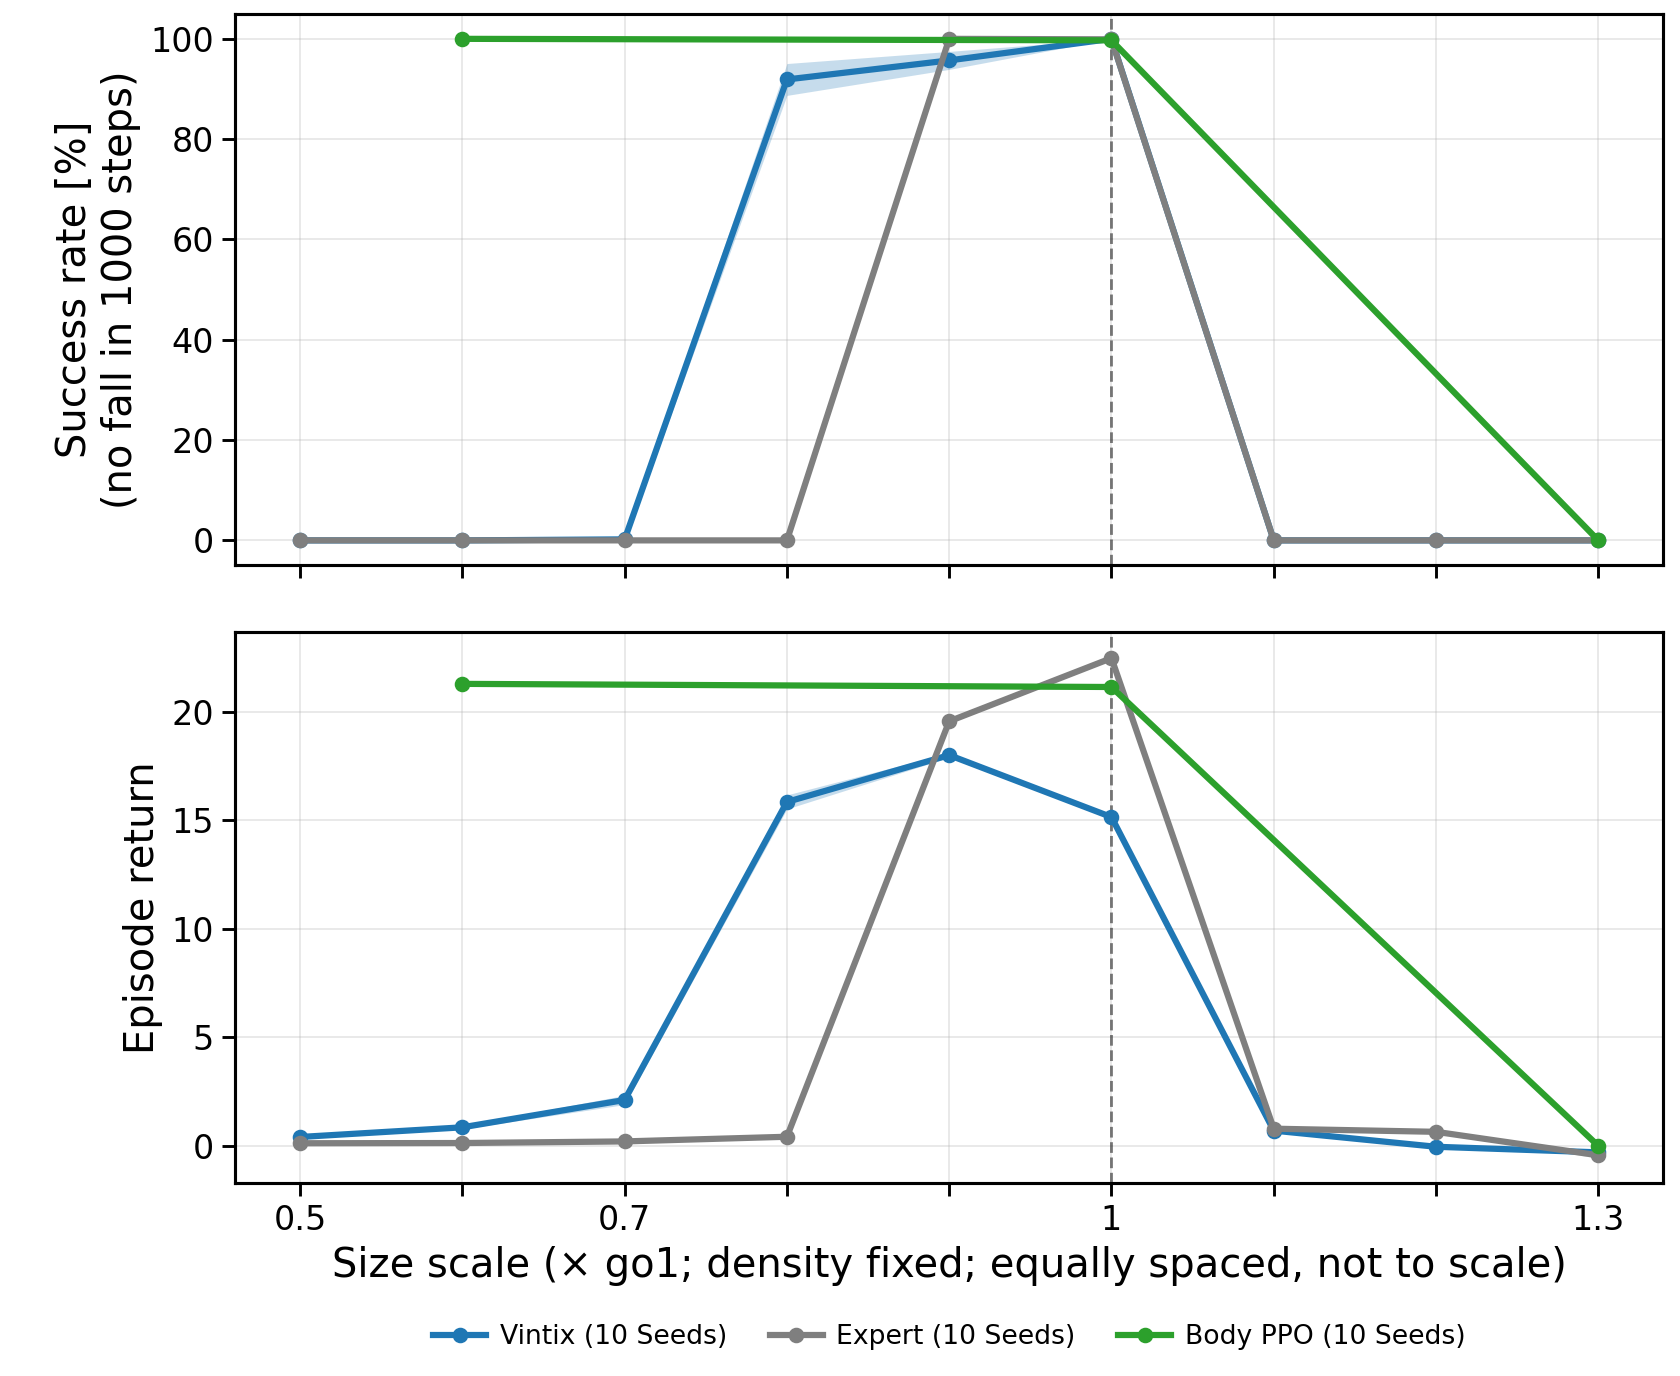 100
80
60
40
20
0
Success rate [%]
(no fall in 1000 steps)
20
15
10
5
0
Episode return
0.5
0.7
1
1.3
Size scale (× go1; density fixed; equally spaced, not to scale)
Vintix (10 Seeds)
Expert (10 Seeds)
Body PPO (10 Seeds)